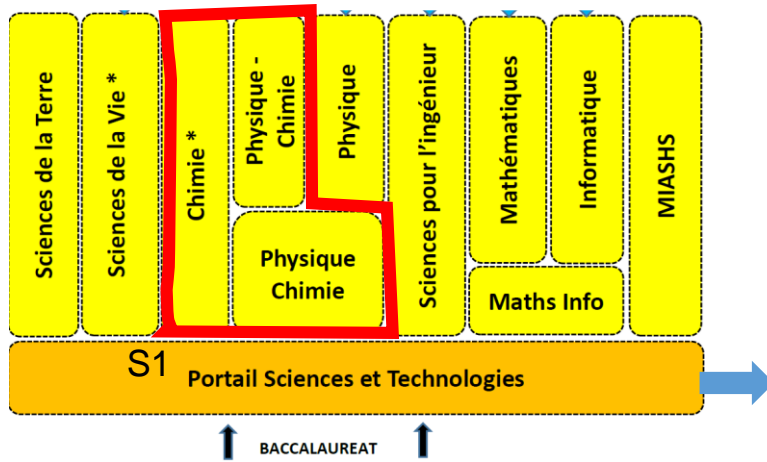 Sciences de la Terre
Sciences de la Vie *
Chimie *
Physique -
Chimie
Physique
Sciences pour l'ingénieur
Mathématiques
Informatique
MIASHS
Physique
Chimie
Maths Info
S1
Portail Sciences et Technologies
BACCALAUREAT